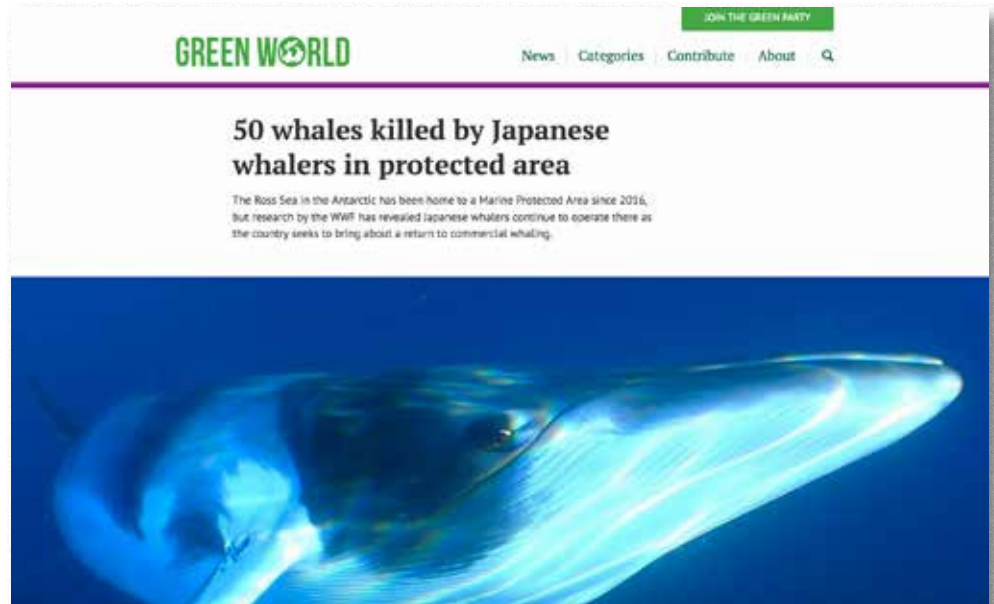 JOIN THE GREEN PARTY
GREEN WORLD
News
Categories
Contribute
About
50 whales killed by Japanese
whalers in protected area
The Ross Sea in the Antarctic has been home to a Marine Protected Area since 2016,
but research by the WWF has revealed Japanese whalers continue to operate there as
the country seeks to bring about a return to commercial whaling.